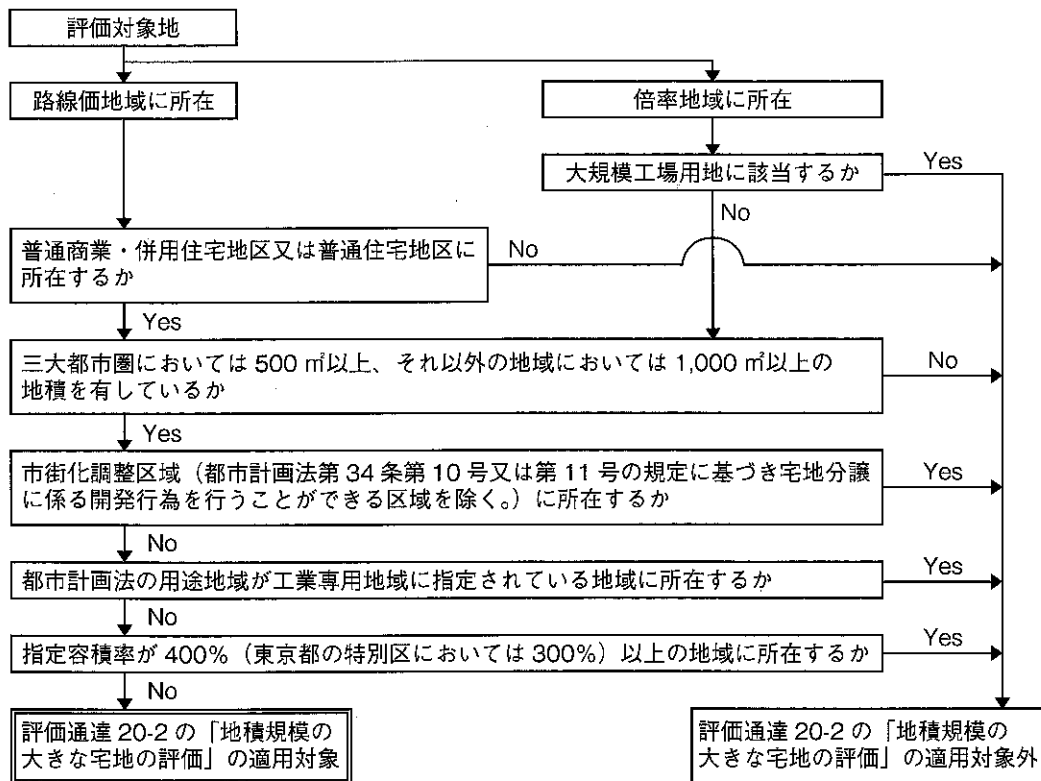 評価対象地
路線価地域に所在
倍率地域に所在
大規模工場用地に該当するか
Yes
No
普通商業・併用住宅地区又は普通住宅地区に
所在するか
No
Yes
三大都市圏においては 500 ㎡以上、それ以外の地域においては 1,000 ㎡以上の
地積を有しているか
No
Yes
市街化調整区域（都市計画法第 34 条第 10 号又は第 11 号の規定に基づき宅地分譲
に係る開発行為を行うことができる区域を除く。）に所在するか
Yes
No
都市計画法の用途地域が工業専用地域に指定されている地域に所在するか
Yes
No
指定容積率が 400%（東京都の特別区においては 300%）以上の地域に所在するか
Yes
No
評価通達 20-2 の「地積規模の
大きな宅地の評価」の適用対象
評価通達 20-2 の「地積規模の
大きな宅地の評価」の適用対象外